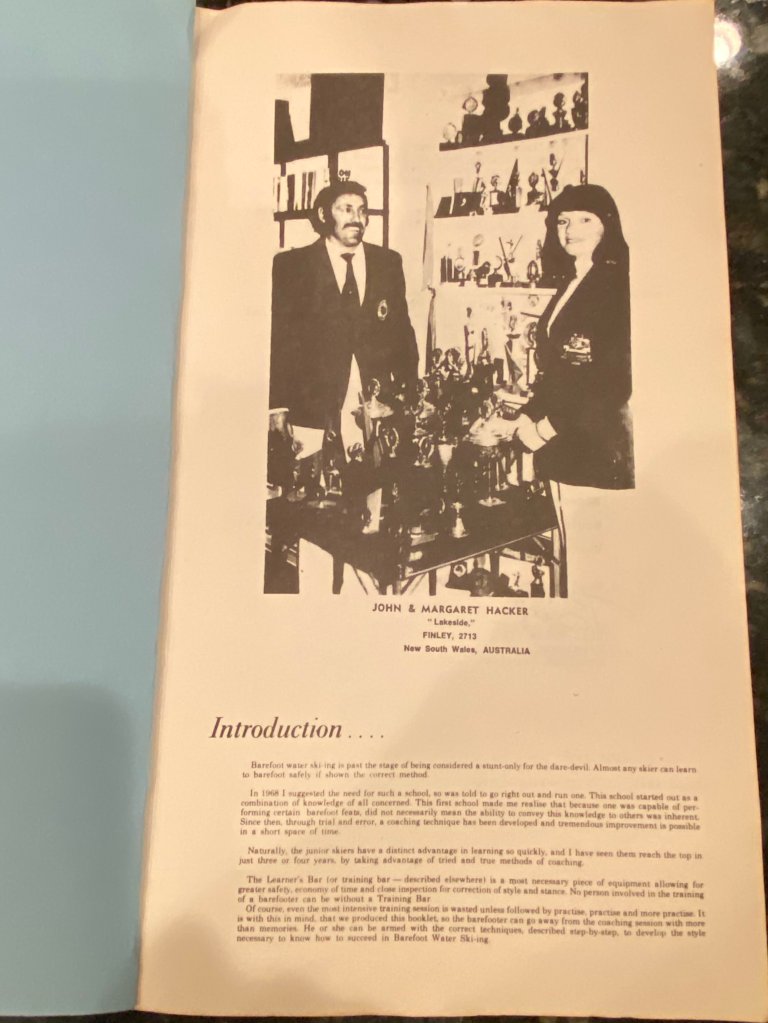 JOHN & MARGARET HACKER
"Lakeside,"
FINLEY, 2713
New South Wales, AUSTRALIA
Introduction . . . .
Barefoot water ski-ing is past the stage of being considered a stunt-only for the dare-devil. Almost any skier can learn
to barefoot safely if shown the correct method.
In 1968 I suggested the need for such a school, so was told to go right out and run one. This school started out as a
combination of knowledge of all concerned. This first school made me realise that because one was capable of per-
forming certain barefoot feats, did not necessarily mean the ability to convey this knowledge to others was inherent.
Since then, through trial and error, a coaching technique has been developed and tremendous improvement is possible
in a short space of time.
Naturally, the junior skiers have a distinct advantage in learning so quickly, and I have seen them reach the top in
just three or four years, by taking advantage of tried and true methods of coaching.
The Learner's Bar (or training bar — described elsewhere) is a most necessary piece of equipment allowing for
greater safety, economy of time and close inspection for correction of style and stance. No person involved in the training
of a barefooter can be without a Training Bar
Of course, even the most intensive training session is wasted unless followed by practise, practise and more practise. It
is with this in mind, that we produced this booklet, so the barefooter can go away from the coaching session with more
than memories. He or she can be armed with the correct techniques, described step-by-step, to develop the style
necessary to know how to succeed in Barefoot Water Ski-ing.